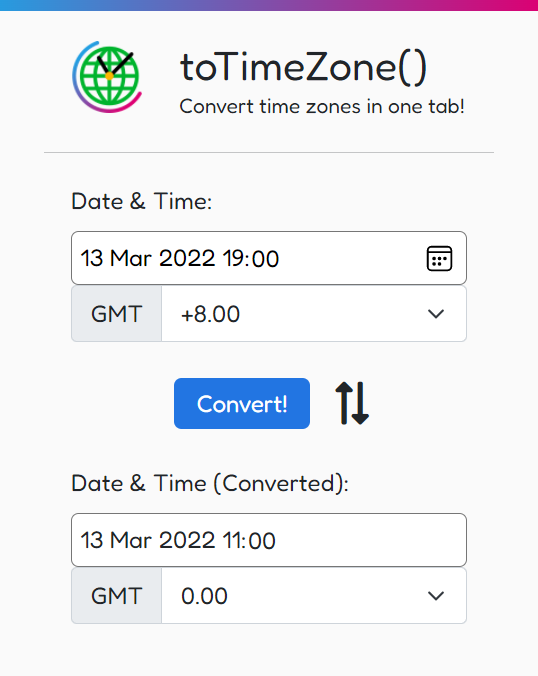 toTimeZone()
Convert time zones in one tab!
Date & Time:
13 Mar 2022 19:00
GMT +8.00
Convert!
Date & Time (Converted):
13 Mar 2022 11:00
GMT 0.00